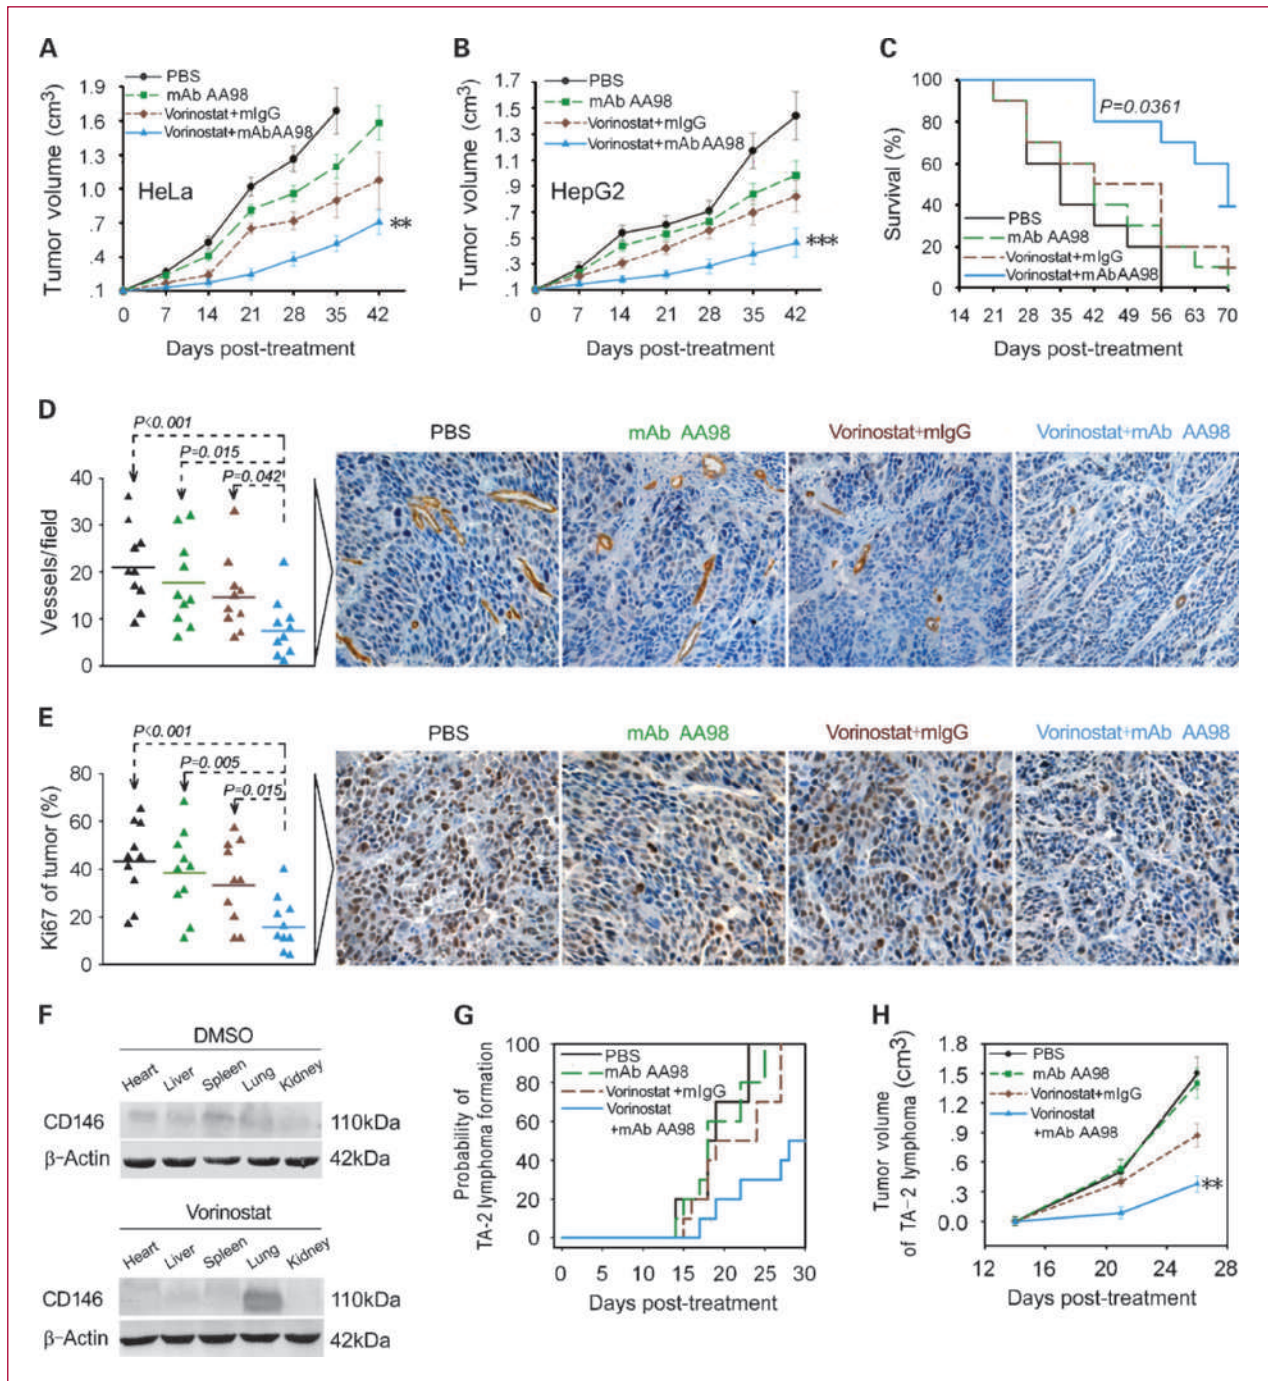 A
PBS
mAb AA98
Vorinostat+mIgG
Vorinostat+mAbAA98
Tumor volume (cm3)
1.9
1.6
1.3
1.0
.7
.4
.1
HeLa
**
0 7 14 21 28 35 42
Days post-treatment
B
PBS
mAb AA98
Vorinostat+mIgG
Vorinostat+mAbAA98
Tumor volume (cm3)
1.7
1.5
1.3
1.1
.9
.7
.5
.3
.1
HepG2
***
0 7 14 21 28 35 42
Days post-treatment
C
Survival (%)
100
80
60
40
20
0
P=0.0361
PBS
mAb AA98
Vorinostat+mIgG
Vorinostat+mAbAA98
14 21 28 35 42 49 56 63 70
Days post-treatment
D
P<0.001
P=0.015
P=0.042
Vessels/field
40
30
20
10
0
PBS
mAb AA98
Vorinostat+mIgG
Vorinostat+mAb AA98
E
P<0.001
P=0.005
P=0.015
Ki67 of tumor (%)
80
60
40
20
0
PBS
mAb AA98
Vorinostat+mIgG
Vorinostat+mAb AA98
F
DMSO
Heart Liver Spleen Lung Kidney
CD146 110kDa
β-Actin 42kDa
Vorinostat
Heart Liver Spleen Lung Kidney
CD146 110kDa
β-Actin 42kDa
G
Probability of
TA-2 lymphoma formation
100
80
60
40
20
0
PBS
mAb AA98
Vorinostat+mIgG
Vorinostat
+mAb AA98
0 5 10 15 20 25 30
Days post-treatment
H
Tumor volume
of TA-2 lymphoma (cm3)
1.8
1.5
1.2
.9
.6
.3
0.0
PBS
mAb AA98
Vorinostat+mIgG
Vorinostat
+mAb AA98
**
12 16 21 26 28
Days post-treatment